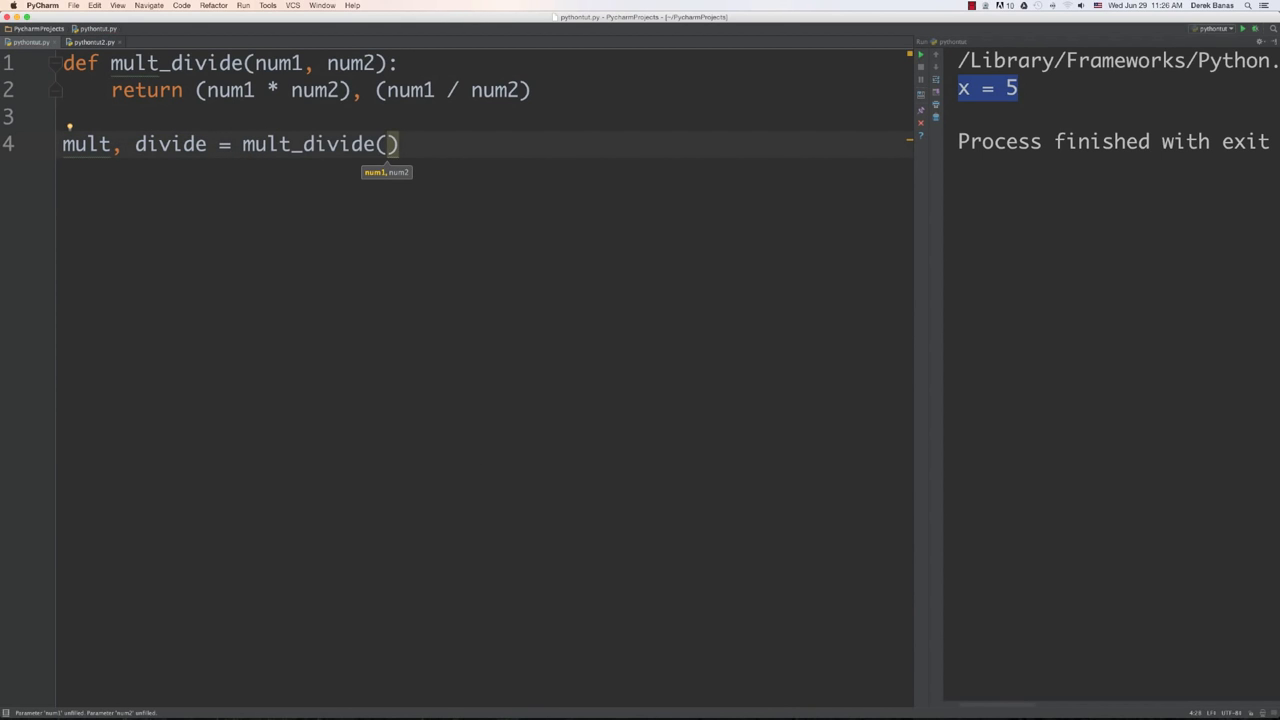 PyCharm File Edit View Navigate Code Refactor Run Tools VCS Window Help
10 Wed Jun 29 11:26 AM Derek Banas
pythontut.py - PycharmProjects - [~/PycharmProjects]
PycharmProjects pythontut.py
pythontut
pythontut.py pythontut2.py
Run pythontut
1 def mult_divide(num1, num2):
2 return (num1 * num2), (num1 / num2)
3
4 mult, divide = mult_divide()
num1, num2
/Library/Frameworks/Python.
x = 5
Process finished with exit
Parameter 'num1' unfilled. Parameter 'num2' unfilled.
4:28 LF÷ UTF-8÷